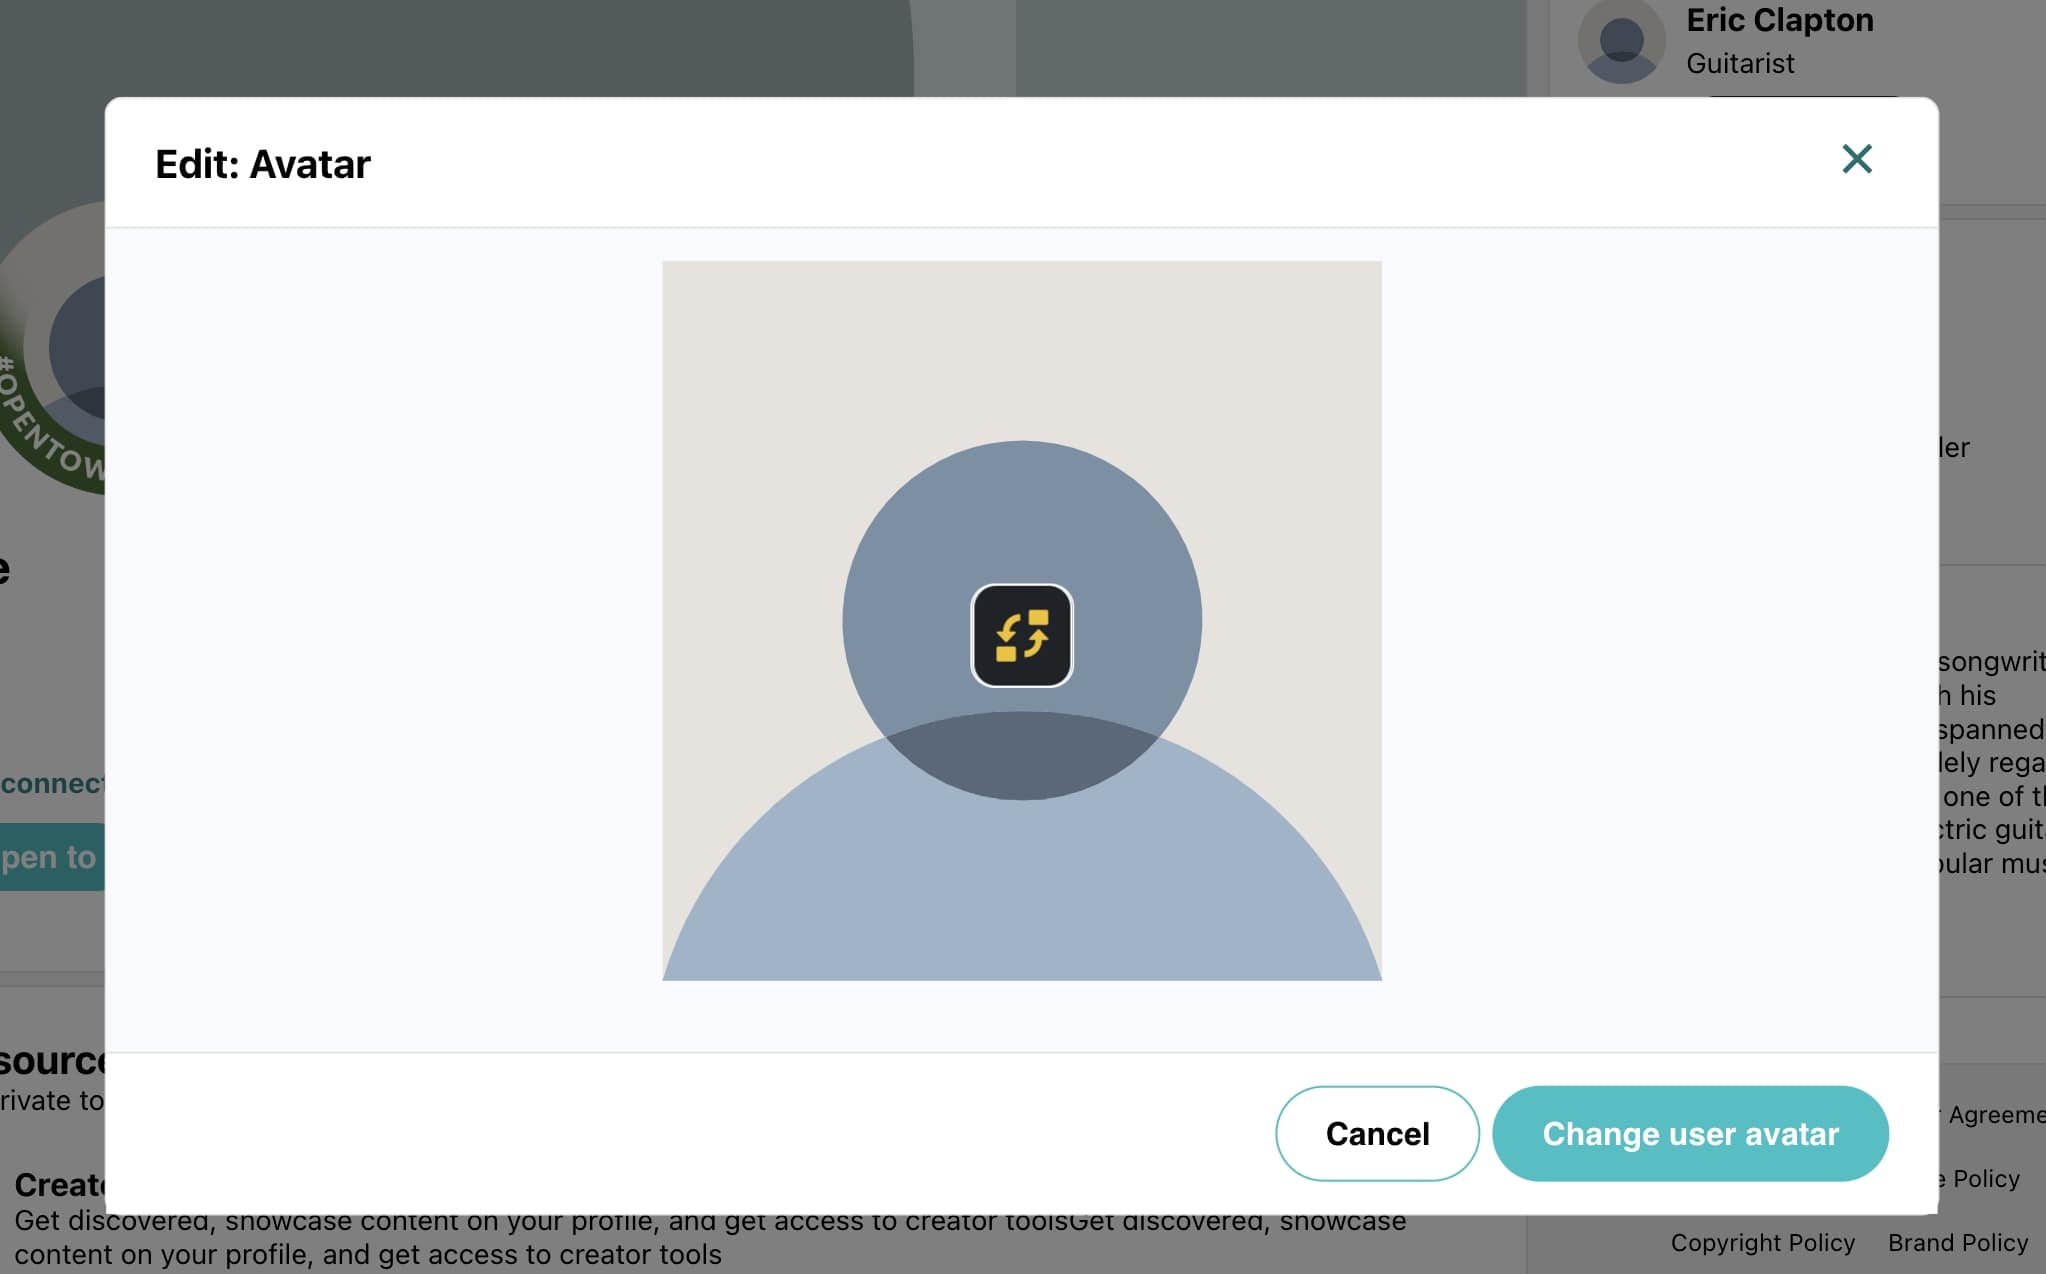 Eric Clapton
Guitarist
Edit: Avatar
#OPENTOW
ler
e
songwrit
h his
spanned
lely rega
one of th
ctric guit
pular mus
connect
pen to
source
rivate to
Cancel
Change user avatar
Agreeme
e Policy
Create
Get discovered, showcase content on your profile, and get access to creator toolsGet discovered, showcase
content on your profile, and get access to creator tools
Copyright Policy Brand Policy